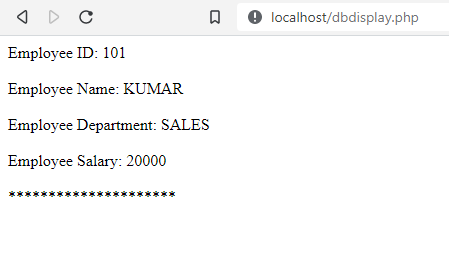 localhost/dbdisplay.php
Employee ID: 101
Employee Name: KUMAR
Employee Department: SALES
Employee Salary: 20000
*********************